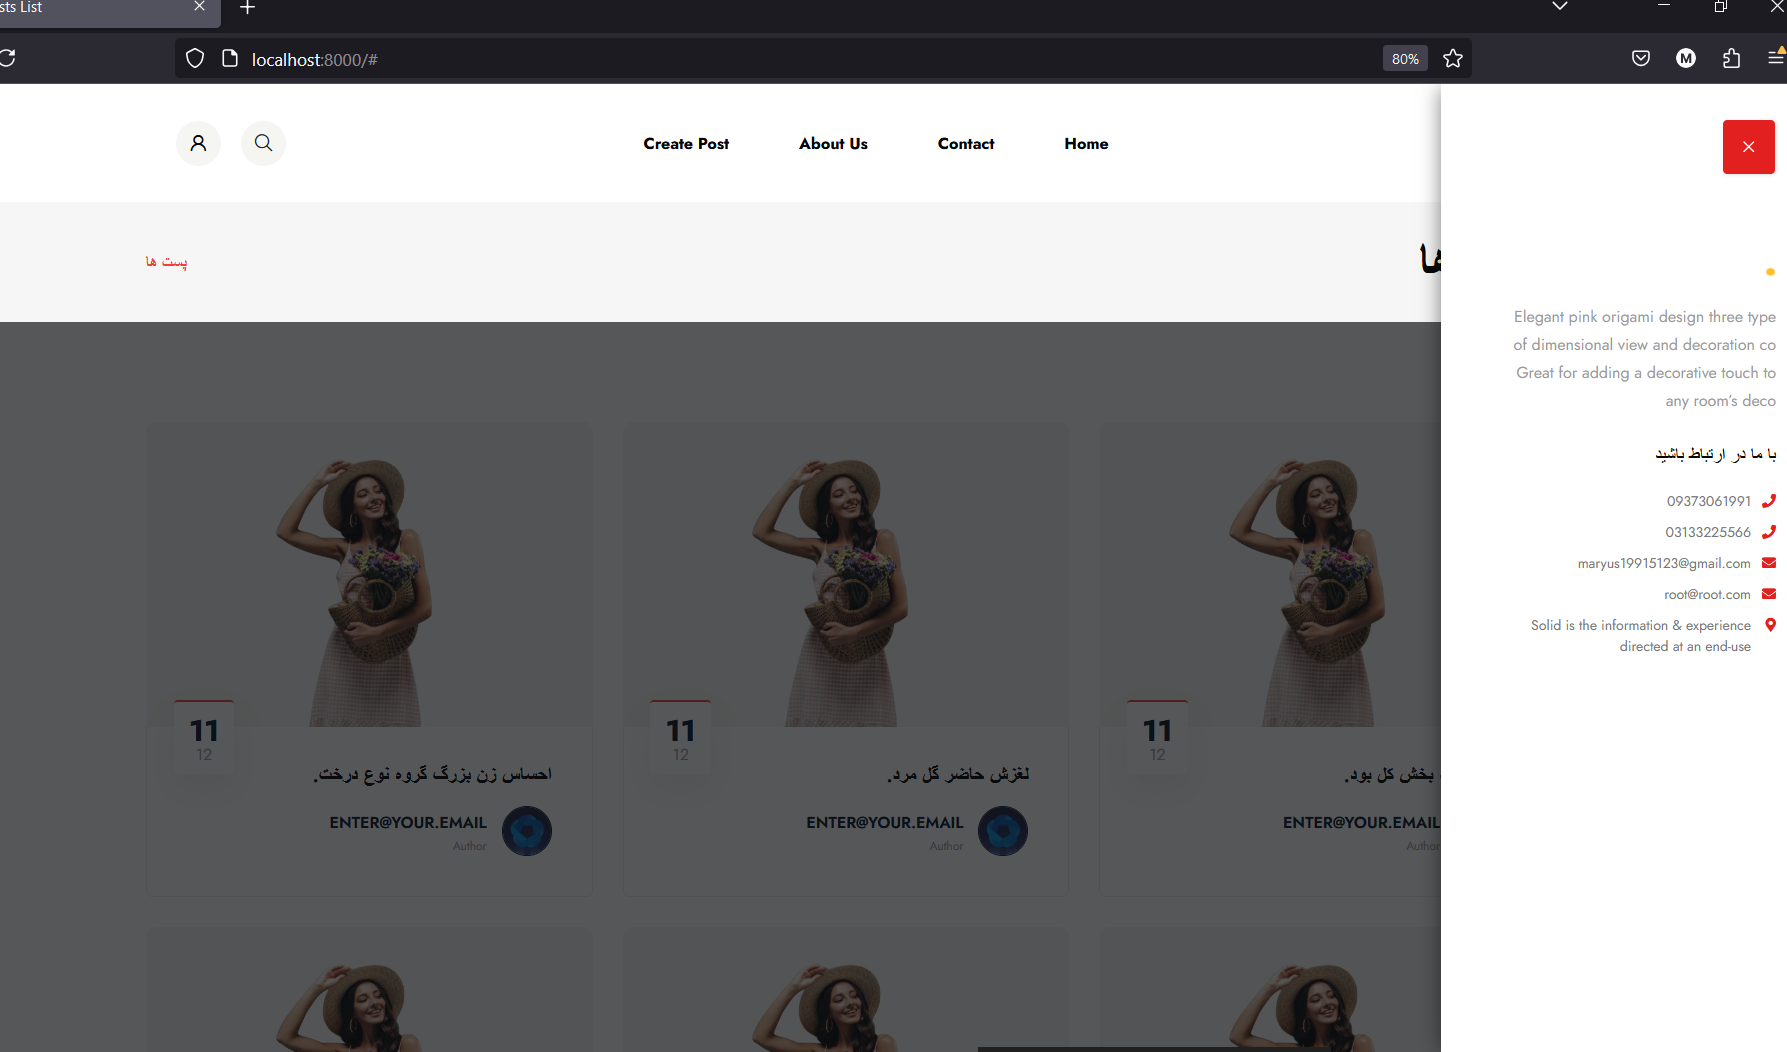 sts List
localhost:8000/#
80%
M
Create Post
About Us
Contact
Home
ها
پست ها
Elegant pink origami design three type
of dimensional view and decoration co
Great for adding a decorative touch to
any room's deco
با ما در ارتباط باشید
09373061991
03133225566
maryus19915123@gmail.com
root@root.com
Solid is the information & experience
directed at an end-use
11
12
احساس زن بزرگ گروه نوع درخت.
ENTER@YOUR.EMAIL
Author
11
12
لغزش حاضر گل مرد.
ENTER@YOUR.EMAIL
Author
11
12
بخش کل بود.
ENTER@YOUR.EMAIL
Author